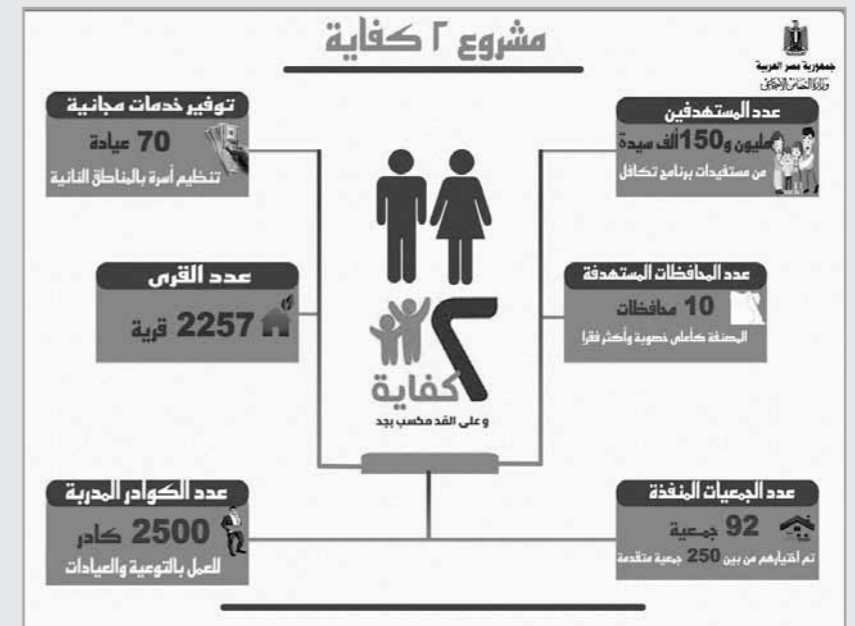 مشروع ٢ كفاية
جمهورية مصر العربية
وزارة التضامن الاجتماعي
عدد المستهدفين
مليون و150 ألف سيدة
من مستفيدات برنامج تكافل
توفير خدمات مجانية
70 عيادة
تنظيم أسرة بالمناطق النائية
عدد المحافظات المستهدفة
10 محافظات
المصنفة كأعلى خصوبة وأكثر فقرا
عدد القرى
2257 قرية
٢ كفاية
وعلى القد مكسب بجد
عدد الجمعيات المنفذة
92 جمعية
تم اختيارهم من بين 250 جمعية متقدمة
عدد الكوادر المدربة
2500 كادر
للعمل بالتوعية والعيادات